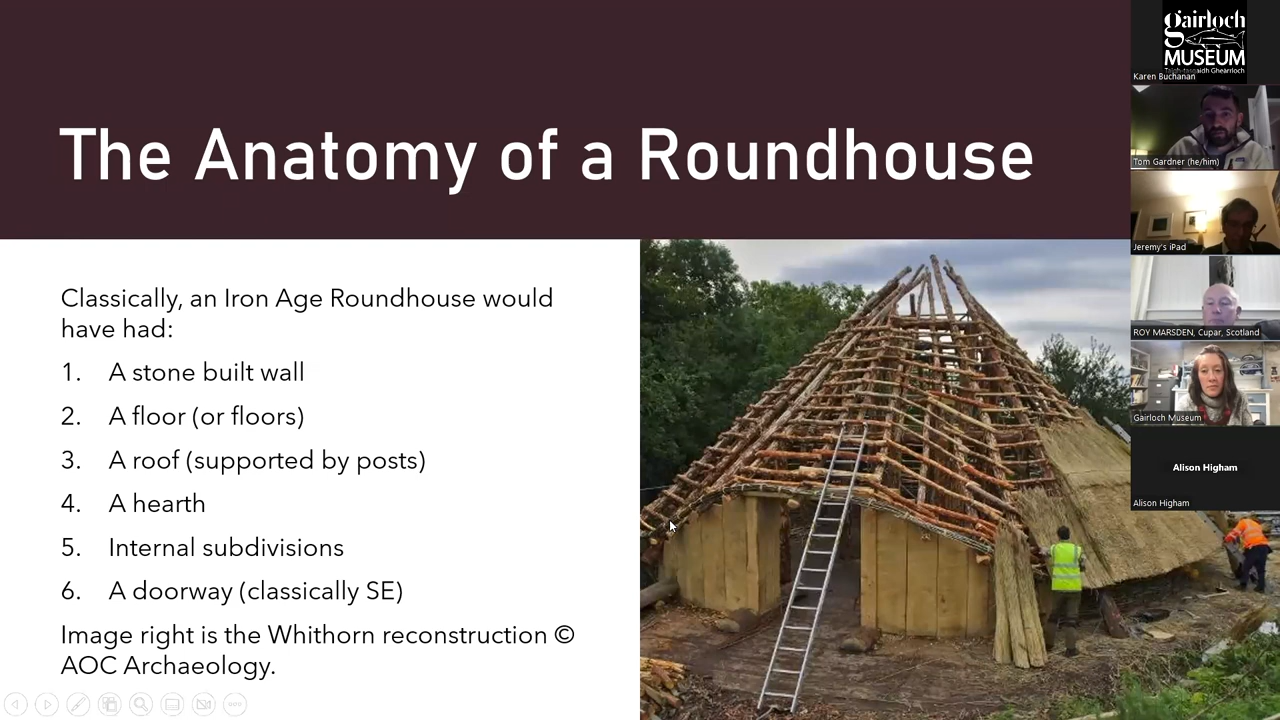 The Anatomy of a Roundhouse
Classically, an Iron Age Roundhouse would
have had:
1. A stone built wall
2. A floor (or floors)
3. A roof (supported by posts)
4. A hearth
5. Internal subdivisions
6. A doorway (classically SE)
Image right is the Whithorn reconstruction ©
AOC Archaeology.
gairloch
MUSEUM
Karen Buchanan
Tom Gardner (he/him)
Jeremy's iPad
ROY MARSDEN, Cupar, Scotland
Gairloch Museum
Alison Higham
Alison Higham